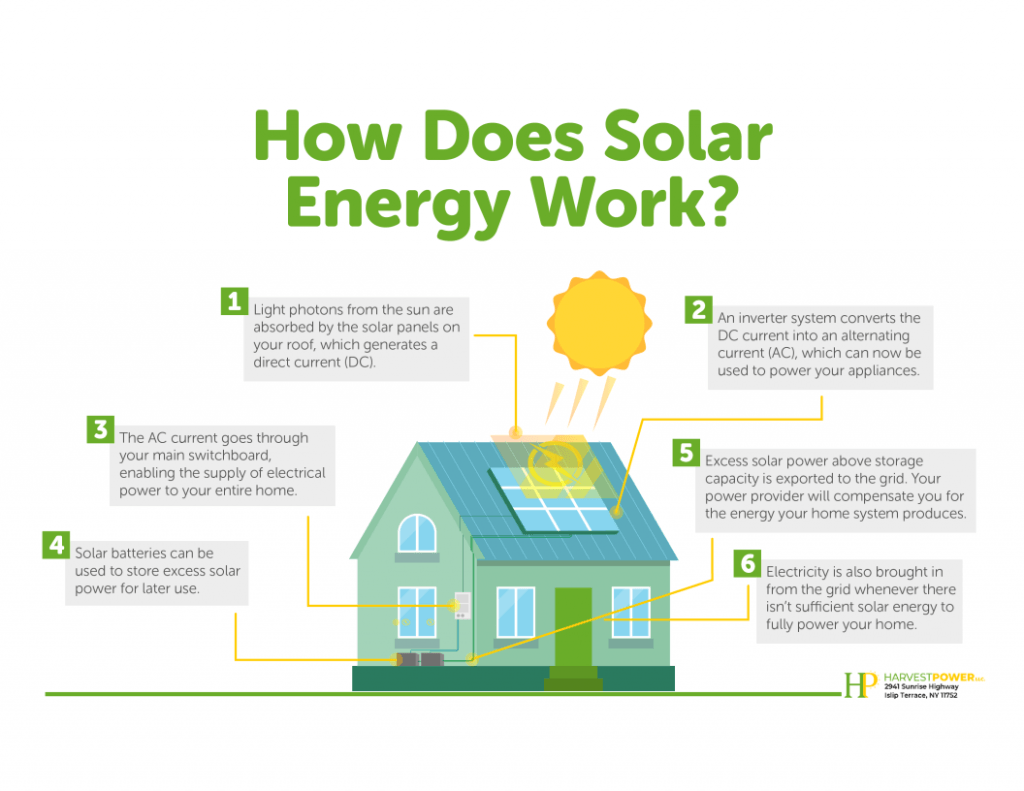 How Does Solar
Energy Work?
1
Light photons from the sun are
absorbed by the solar panels on
your roof, which generates a
direct current (DC).
2
An inverter system converts the
DC current into an alternating
current (AC), which can now be
used to power your appliances.
3
The AC current goes through
your main switchboard,
enabling the supply of electrical
power to your entire home.
4
Solar batteries can be
used to store excess solar
power for later use.
5
Excess solar power above storage
capacity is exported to the grid. Your
power provider will compensate you for
the energy your home system produces.
6
Electricity is also brought in
from the grid whenever there
isn't sufficient solar energy to
fully power your home.
HP
HARVESTPOWER
2941 Sunrise Highway
Islip Terrace, NY 11752